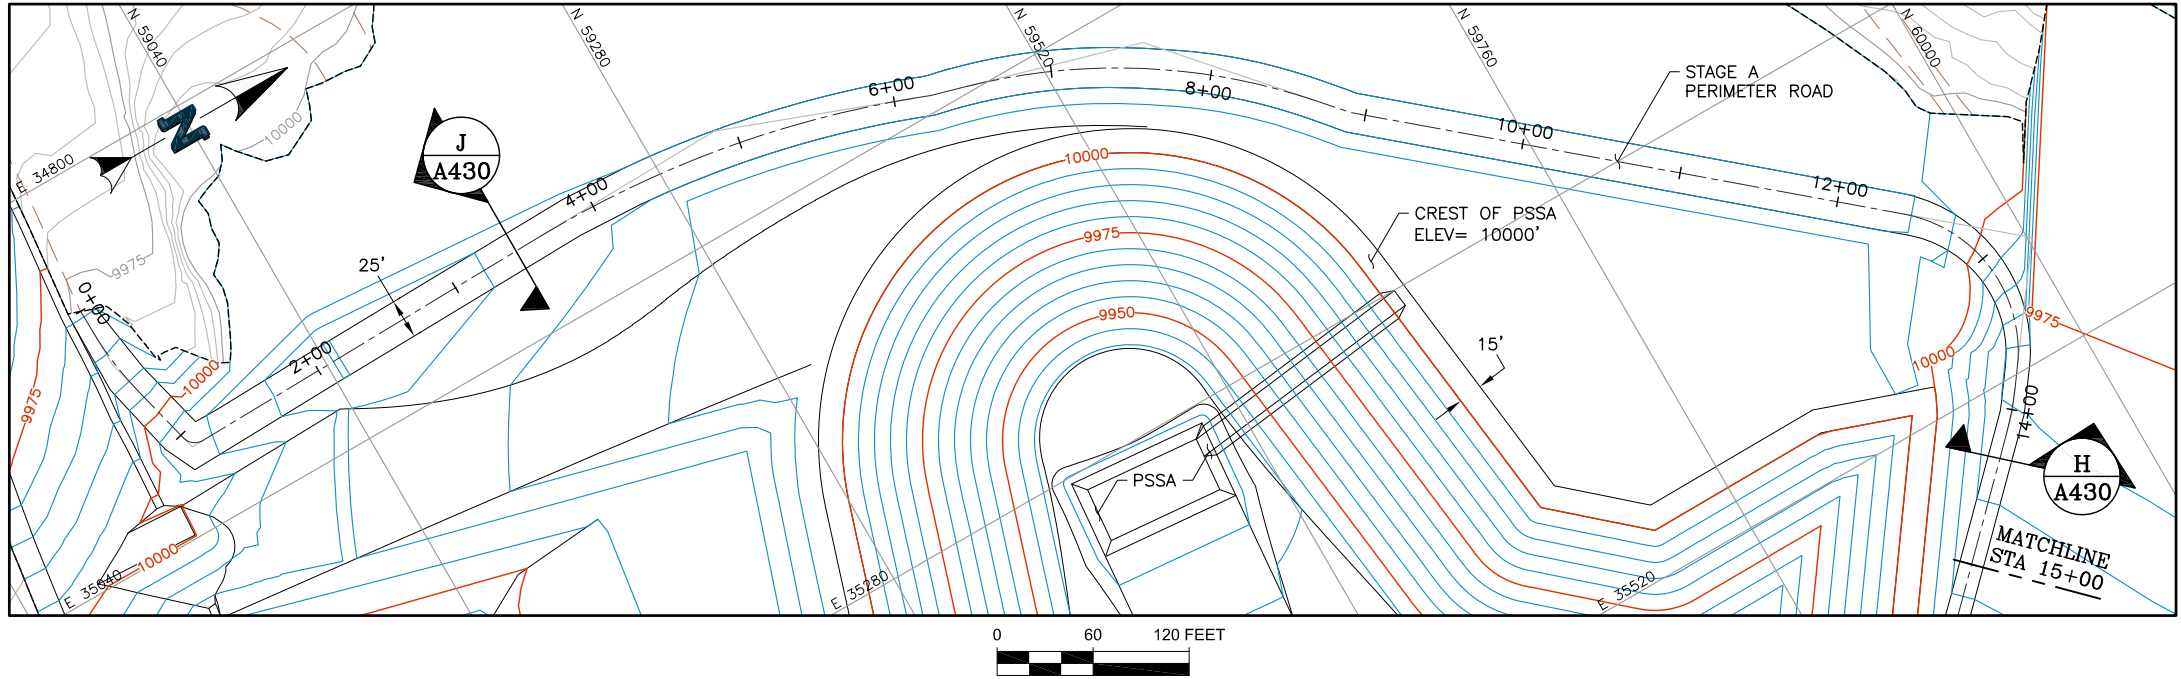 N 59040
N 59280
N 59520
N 59760
N 60000
STAGE A
PERIMETER ROAD
6+00
8+00
10+00
12+00
10000
N
J
A430
E 34800
4+00
10000
9975
CREST OF PSSA
ELEV= 10000'
9975
25'
0+00
9950
9975
15'
2+00
10000
10000
9975
14+00
PSSA
H
A430
MATCHLINE
STA 15+00
10000
E 35040
E 35280
E 35520
0 60 120 FEET